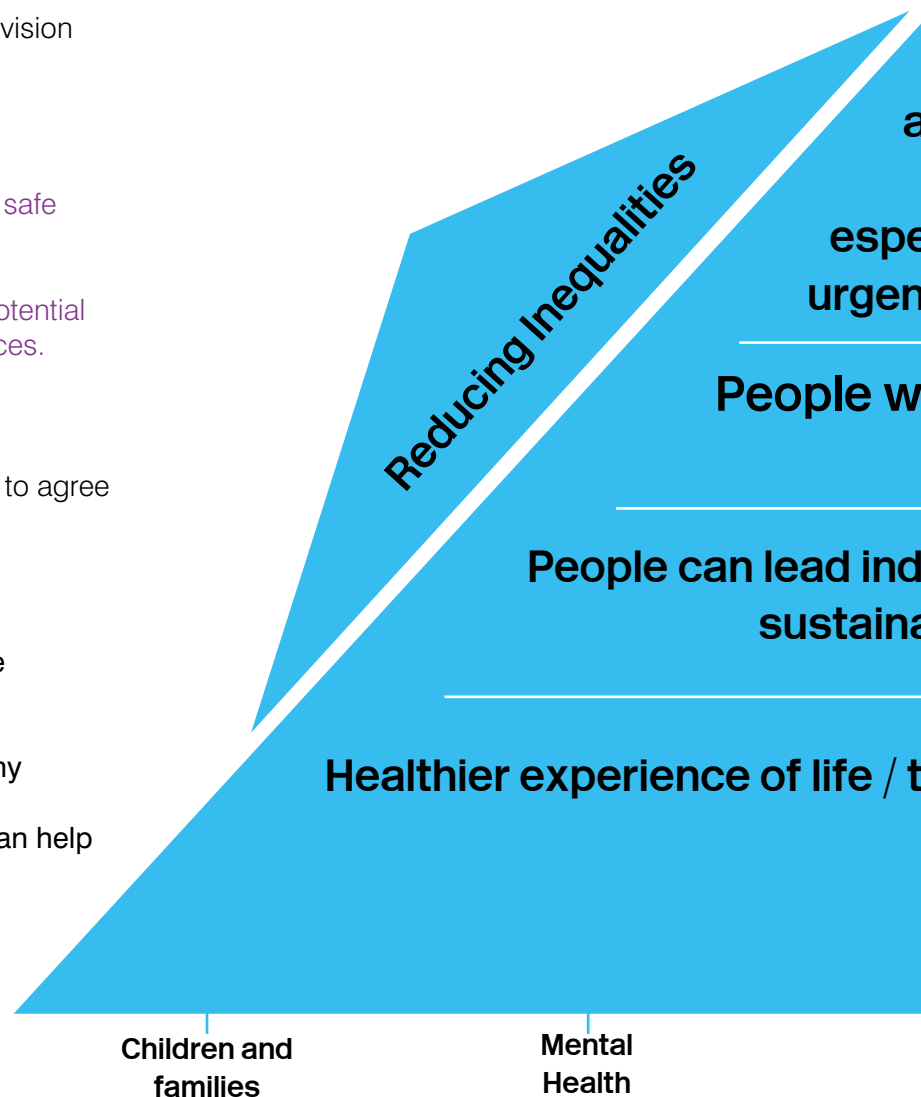 vision
safe
otential
ces.
to agree
e
ny
an help
Reducing Inequalities
a
espe
urgen
People w
People can lead ind
sustaina
Healthier experience of life / t
Children and
families
Mental
Health